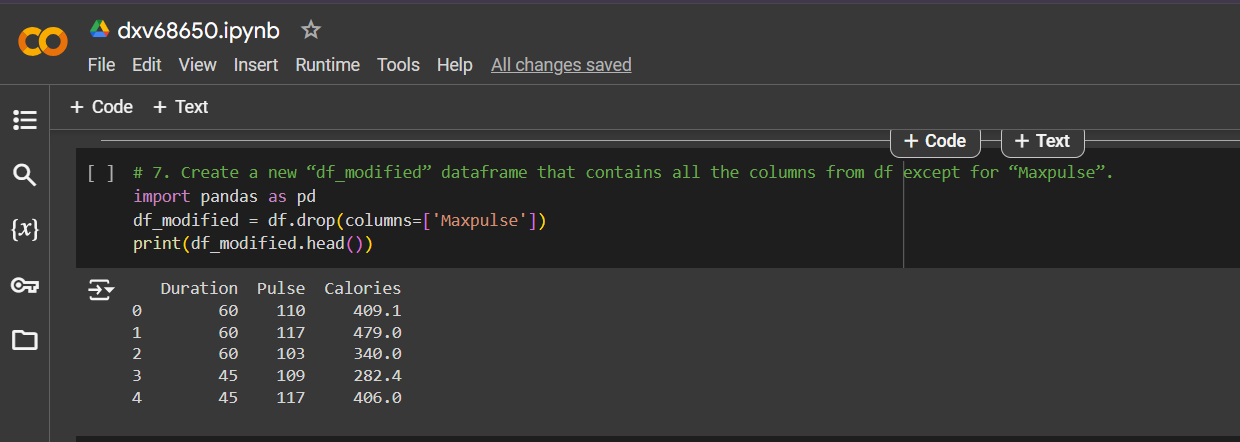 dxv68650.ipynb
File Edit View Insert Runtime Tools Help All changes saved
+ Code + Text
+ Code + Text
[ ] # 7. Create a new “df_modified” dataframe that contains all the columns from df except for “Maxpulse”.
import pandas as pd
df_modified = df.drop(columns=['Maxpulse'])
print(df_modified.head())
{x}
Duration Pulse Calories
0 60 110 409.1
1 60 117 479.0
2 60 103 340.0
3 45 109 282.4
4 45 117 406.0